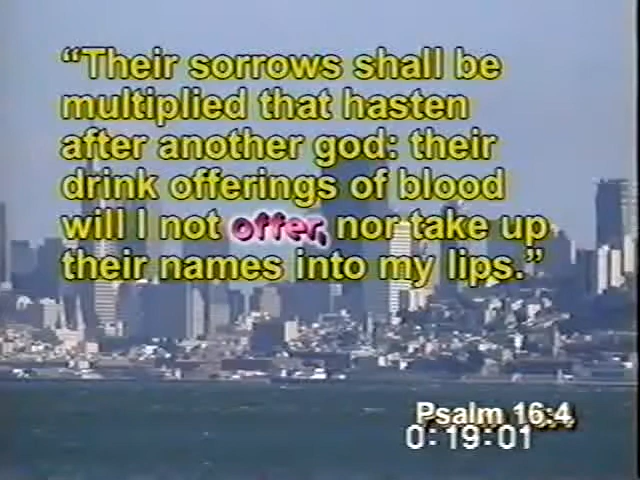 “Their sorrows shall be
multiplied that hasten
after another god: their
drink offerings of blood
will I not offer, nor take up
their names into my lips.”
Psalm 16:4
0:19:01